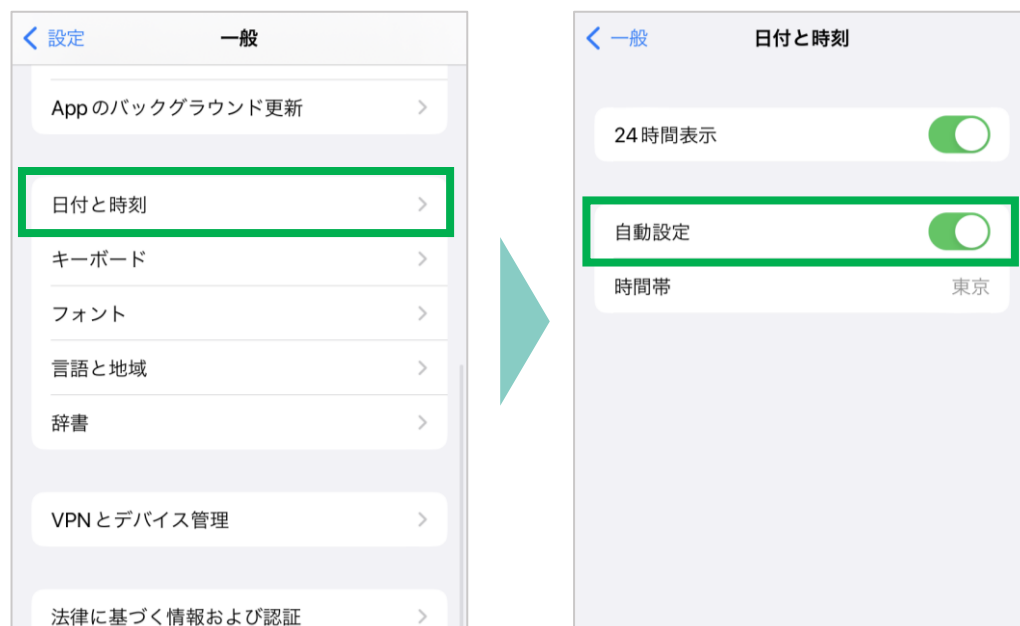 設定
一般
Appのバックグラウンド更新
日付と時刻
キーボード
フォント
言語と地域
辞書
VPNとデバイス管理
法律に基づく情報および認証
一般
日付と時刻
24時間表示
自動設定
時間帯
東京